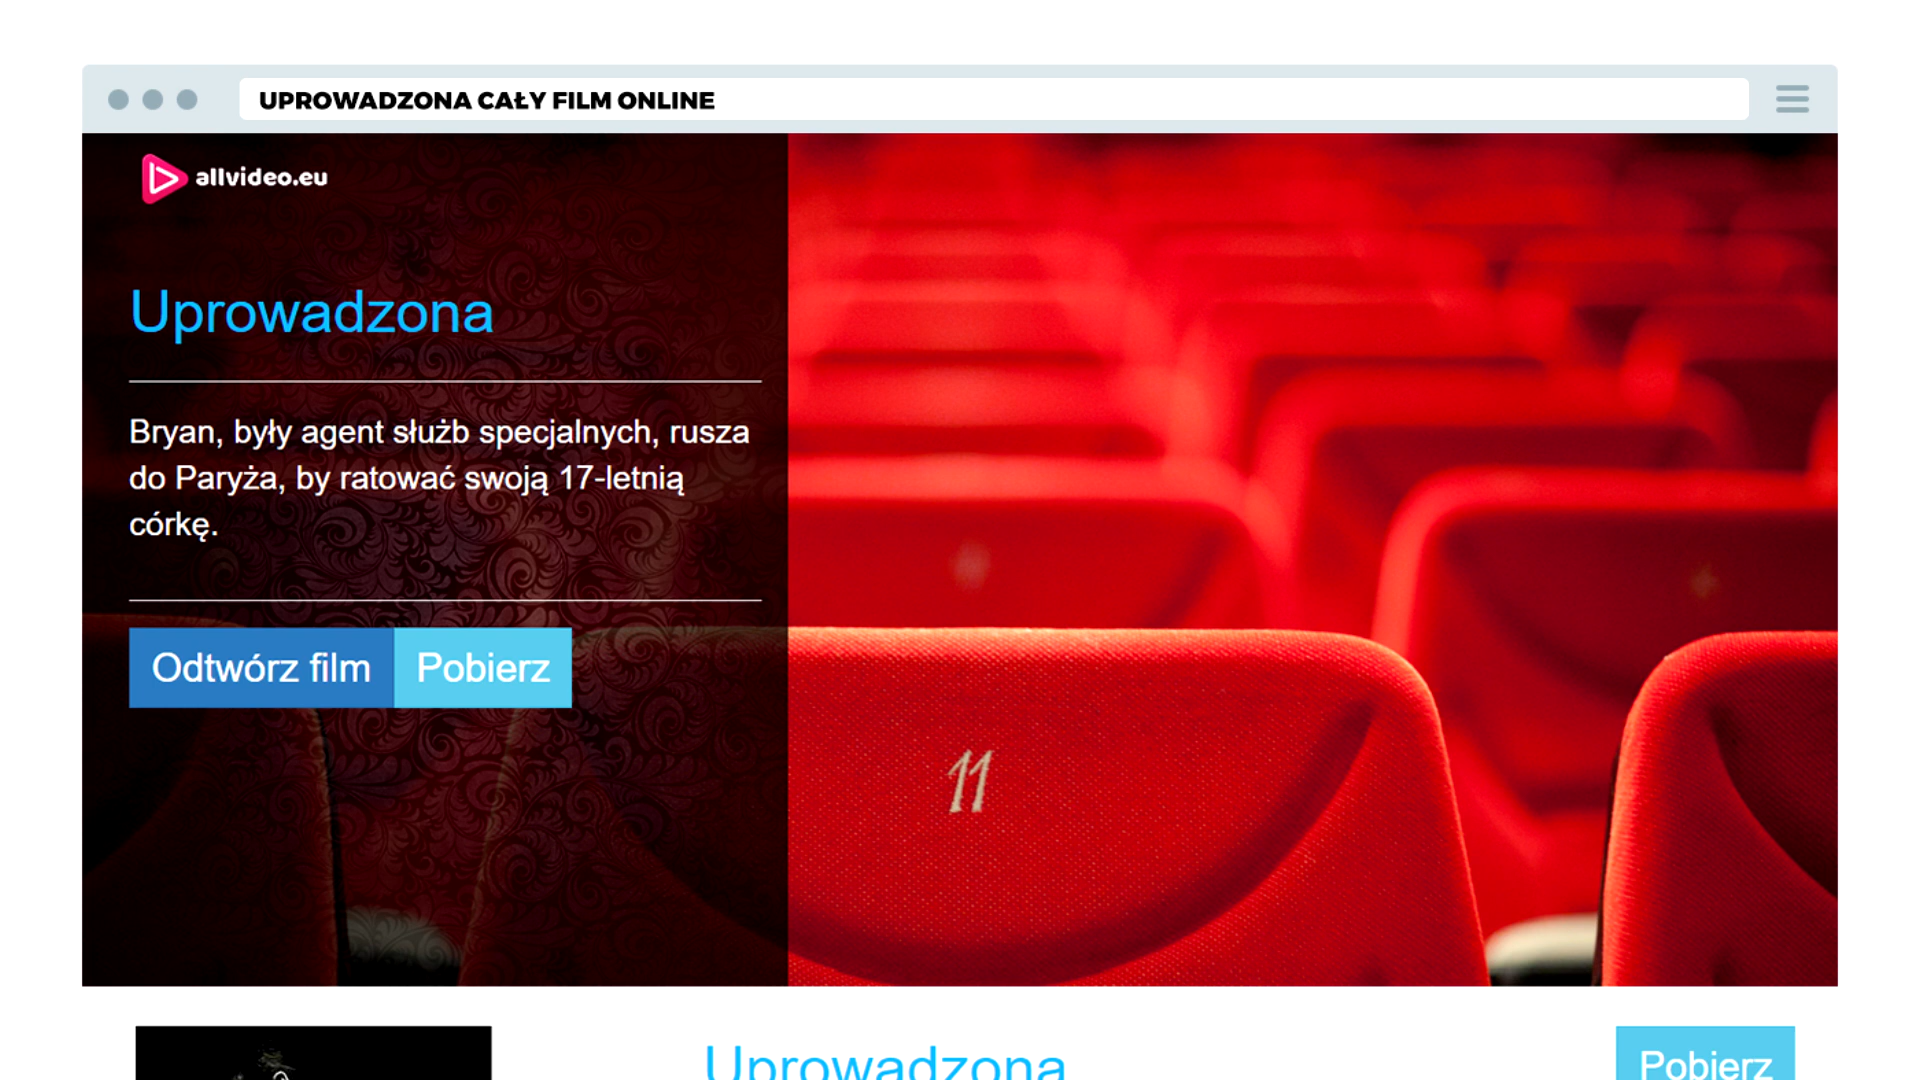 UPROWADZONA CAŁY FILM ONLINE
allvideo.eu
Uprowadzona
Bryan, były agent służb specjalnych, rusza
do Paryża, by ratować swoją 17-letnią
córkę.
Odtwórz film
Pobierz
11
Uprowadzona
Pobierz